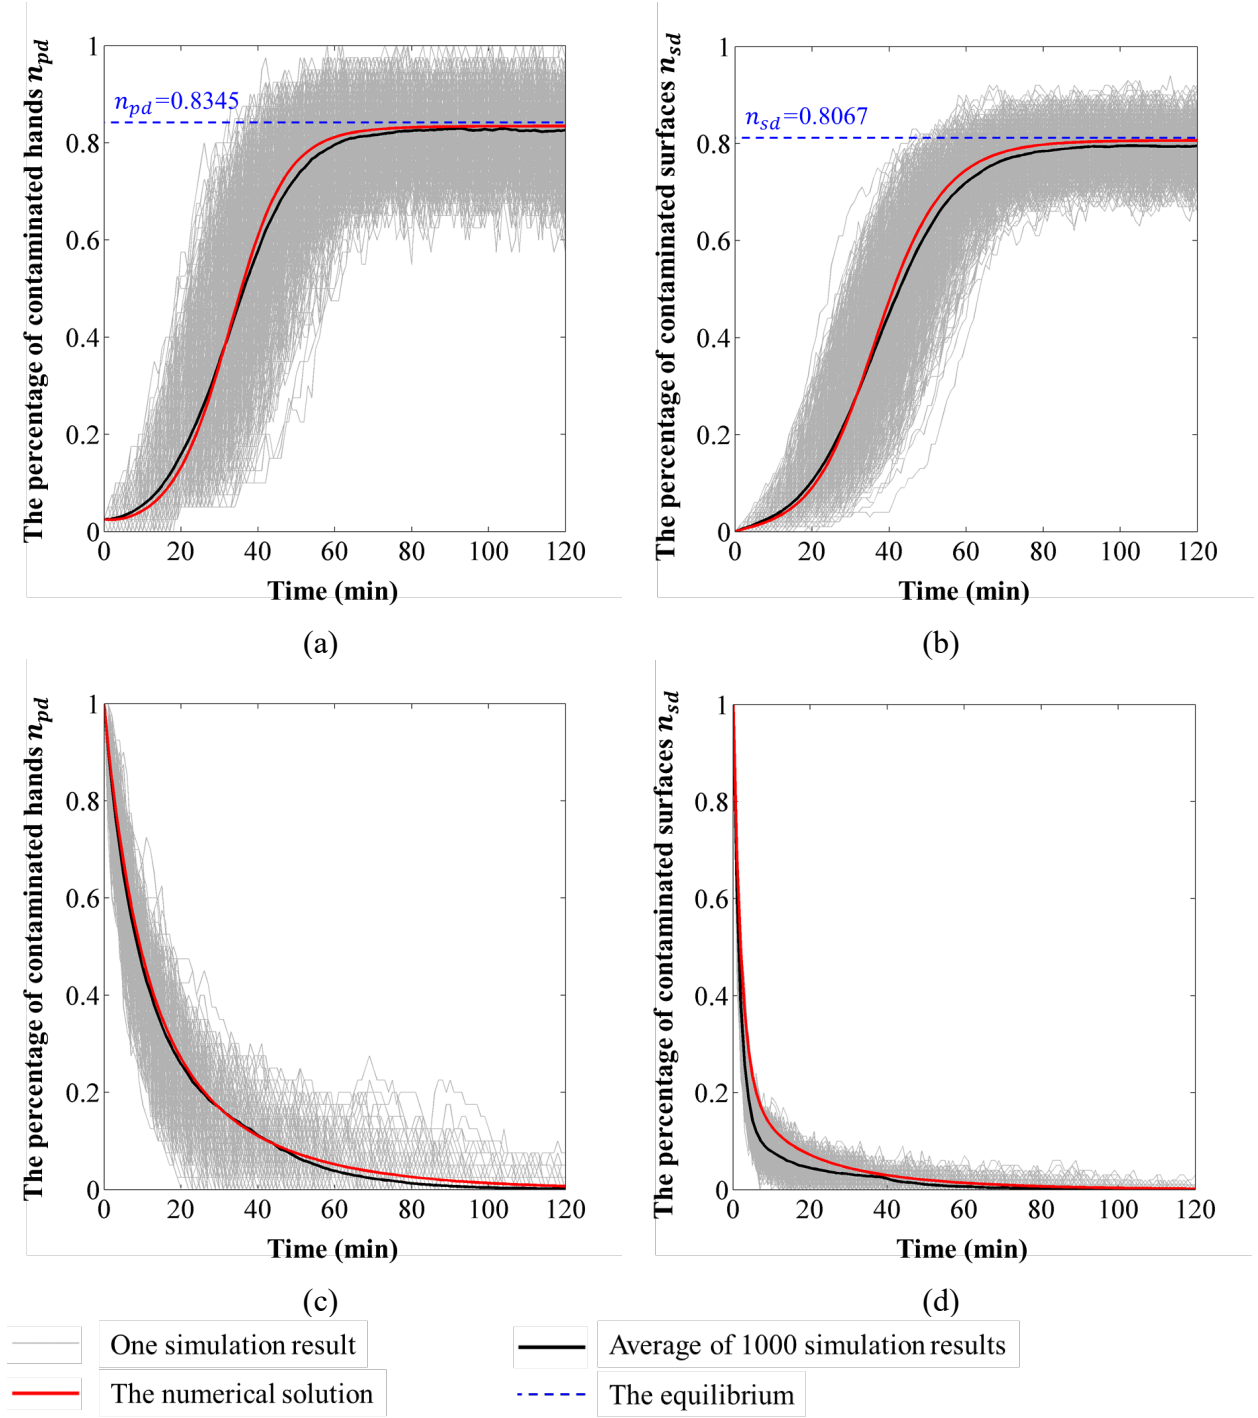 The percentage of contaminated hands n_pd
1
0.8
0.6
0.4
0.2
0
n_pd=0.8345
0 20 40 60 80 100 120
Time (min)
(a)
The percentage of contaminated surfaces n_sd
1
0.8
0.6
0.4
0.2
0
n_sd=0.8067
0 20 40 60 80 100 120
Time (min)
(b)
The percentage of contaminated hands n_pd
1
0.8
0.6
0.4
0.2
0
0 20 40 60 80 100 120
Time (min)
(c)
The percentage of contaminated surfaces n_sd
1
0.8
0.6
0.4
0.2
0
0 20 40 60 80 100 120
Time (min)
(d)
One simulation result
Average of 1000 simulation results
The numerical solution
The equilibrium